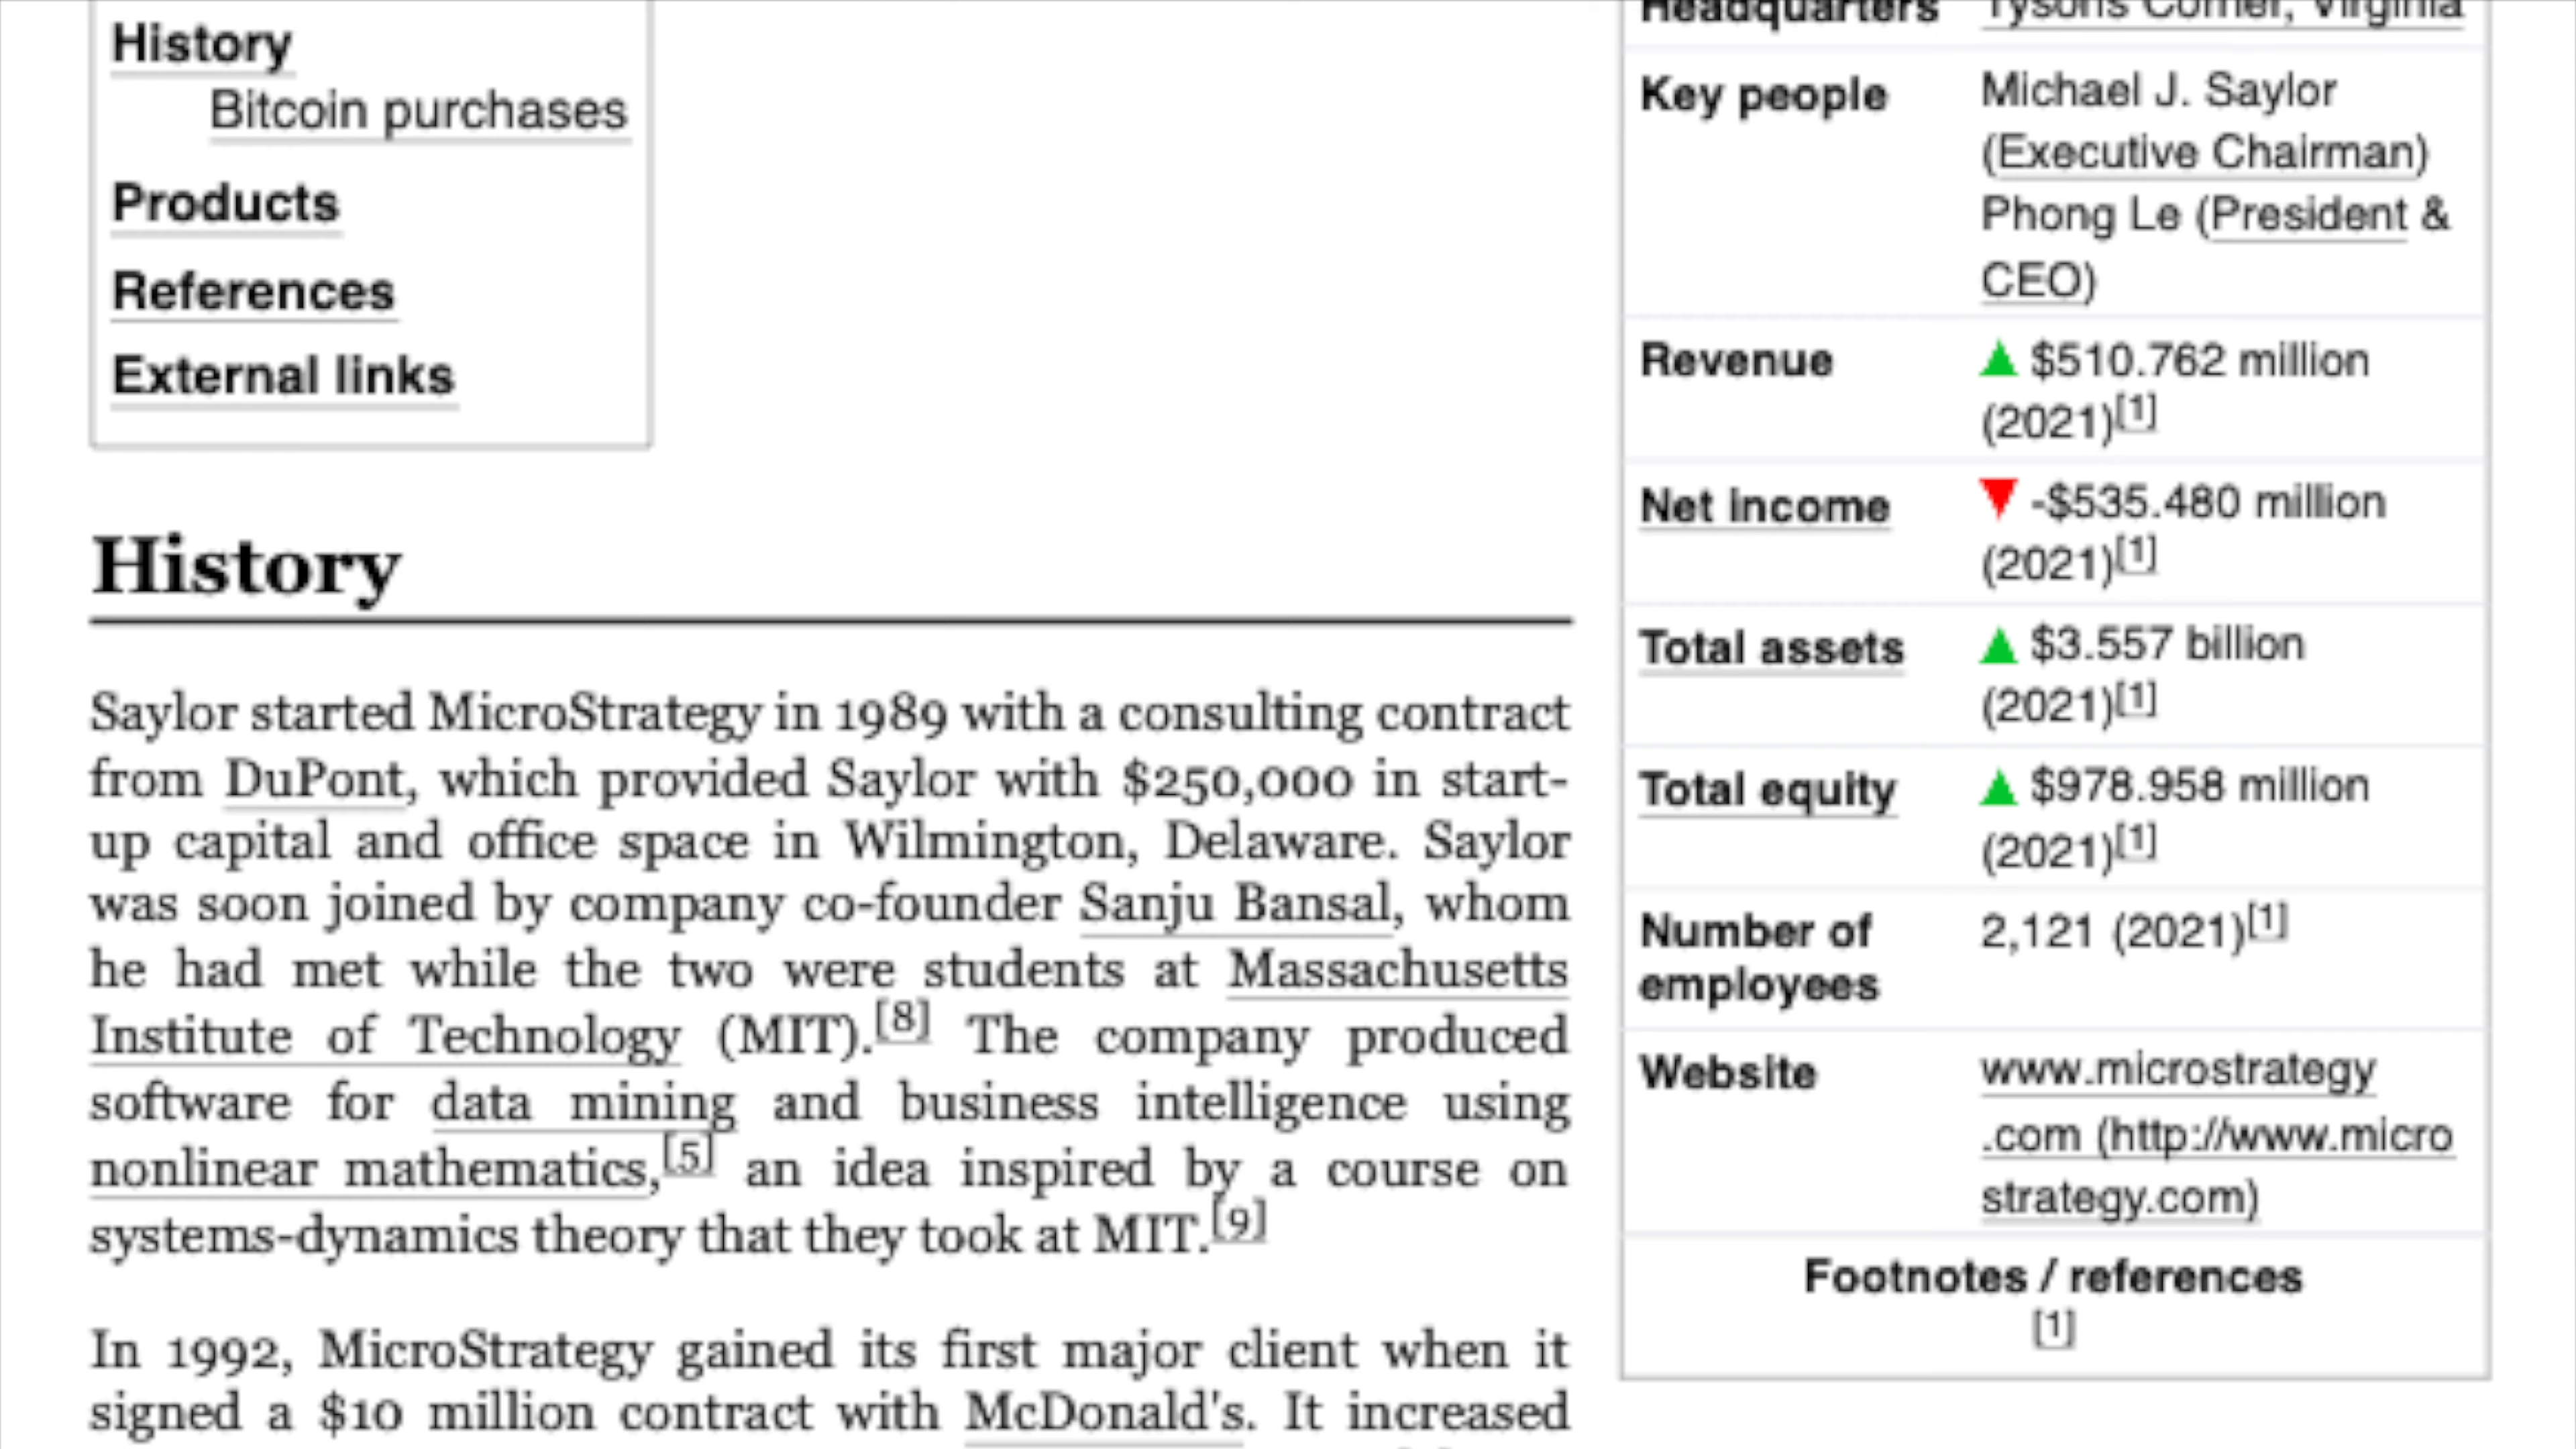 History
Bitcoin purchases
Products
References
External links
History
Saylor started MicroStrategy in 1989 with a consulting contract
from DuPont, which provided Saylor with $250,000 in start-
up capital and office space in Wilmington, Delaware. Saylor
was soon joined by company co-founder Sanju Bansal, whom
he had met while the two were students at Massachusetts
Institute of Technology (MIT).[8] The company produced
software for data mining and business intelligence using
nonlinear mathematics,[5] an idea inspired by a course on
systems-dynamics theory that they took at MIT.[9]
In 1992, MicroStrategy gained its first major client when it
signed a $10 million contract with McDonald's. It increased
Headquarters Tysons Corner, Virginia
Key people Michael J. Saylor
(Executive Chairman)
Phong Le (President &
CEO)
Revenue ▲ $510.762 million
(2021)[1]
Net income ▼ -$535.480 million
(2021)[1]
Total assets ▲ $3.557 billion
(2021)[1]
Total equity ▲ $978.958 million
(2021)[1]
Number of 2,121 (2021)[1]
employees
Website www.microstrategy
.com (http://www.micro
strategy.com)
Footnotes / references
[1]